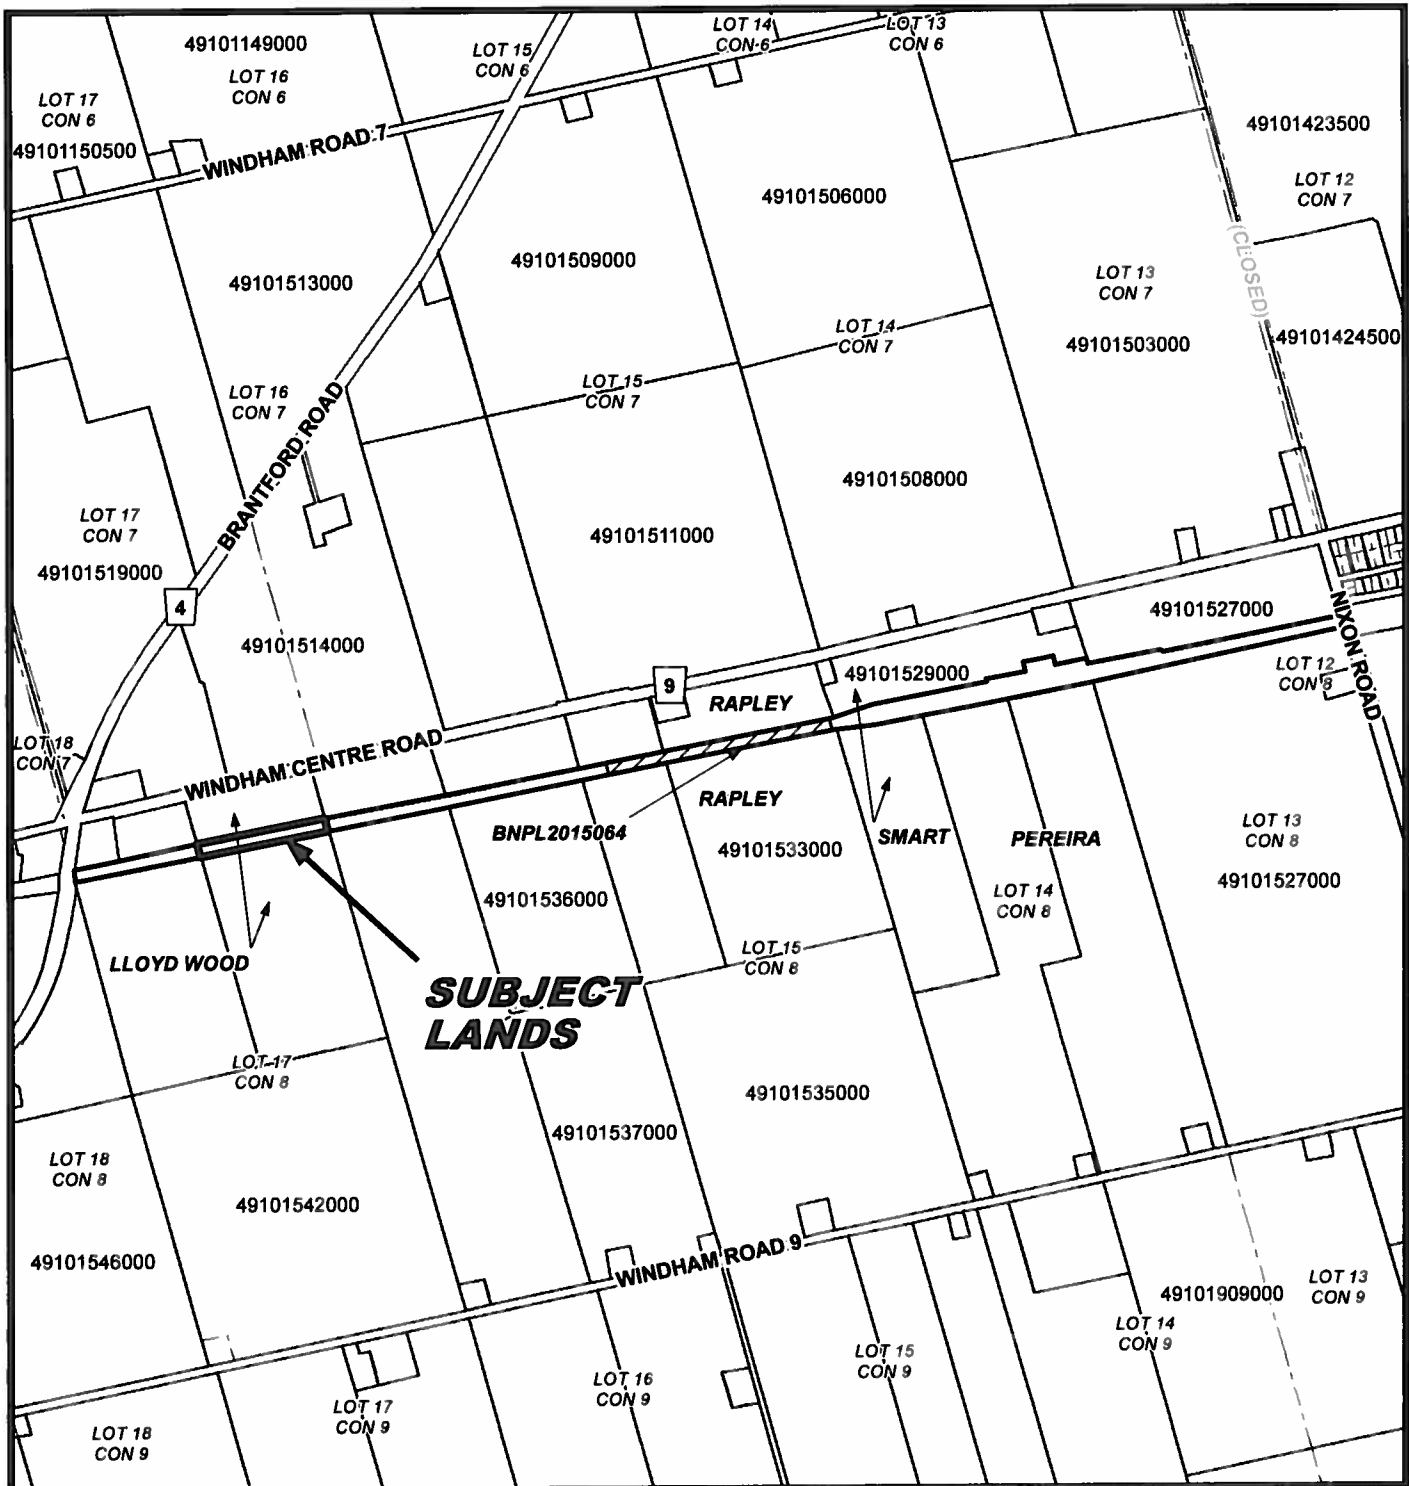 49101149000
LOT 16
CON 6
LOT 15
CON 6
LOT 14
CON 6
LOT 13
CON 6
LOT 17
CON 6
49101150500
WINDHAM ROAD 7
49101423500
LOT 12
CON 7
49101506000
49101509000
49101513000
(CLOSED)
LOT 13
CON 7
49101503000
49101424500
LOT 14
CON 7
LOT 15
CON 7
LOT 16
CON 7
BRANTFORD ROAD
49101508000
49101511000
LOT 17
CON 7
49101519000
4
49101514000
49101527000
NIXON ROAD
LOT 12
CON 8
49101529000
9
RAPLEY
LOT 18
CON 7
WINDHAM CENTRE ROAD
RAPLEY
BNPL2015064
49101533000
SMART
PEREIRA
LOT 13
CON 8
49101527000
49101536000
LOT 14
CON 8
LLOYD WOOD
LOT 15
CON 8
SUBJECT
LANDS
LOT 17
CON 8
49101535000
49101537000
LOT 18
CON 8
49101542000
49101546000
WINDHAM ROAD 9
49101909000
LOT 13
CON 9
LOT 14
CON 9
LOT 15
CON 9
LOT 16
CON 9
LOT 17
CON 9
LOT 18
CON 9